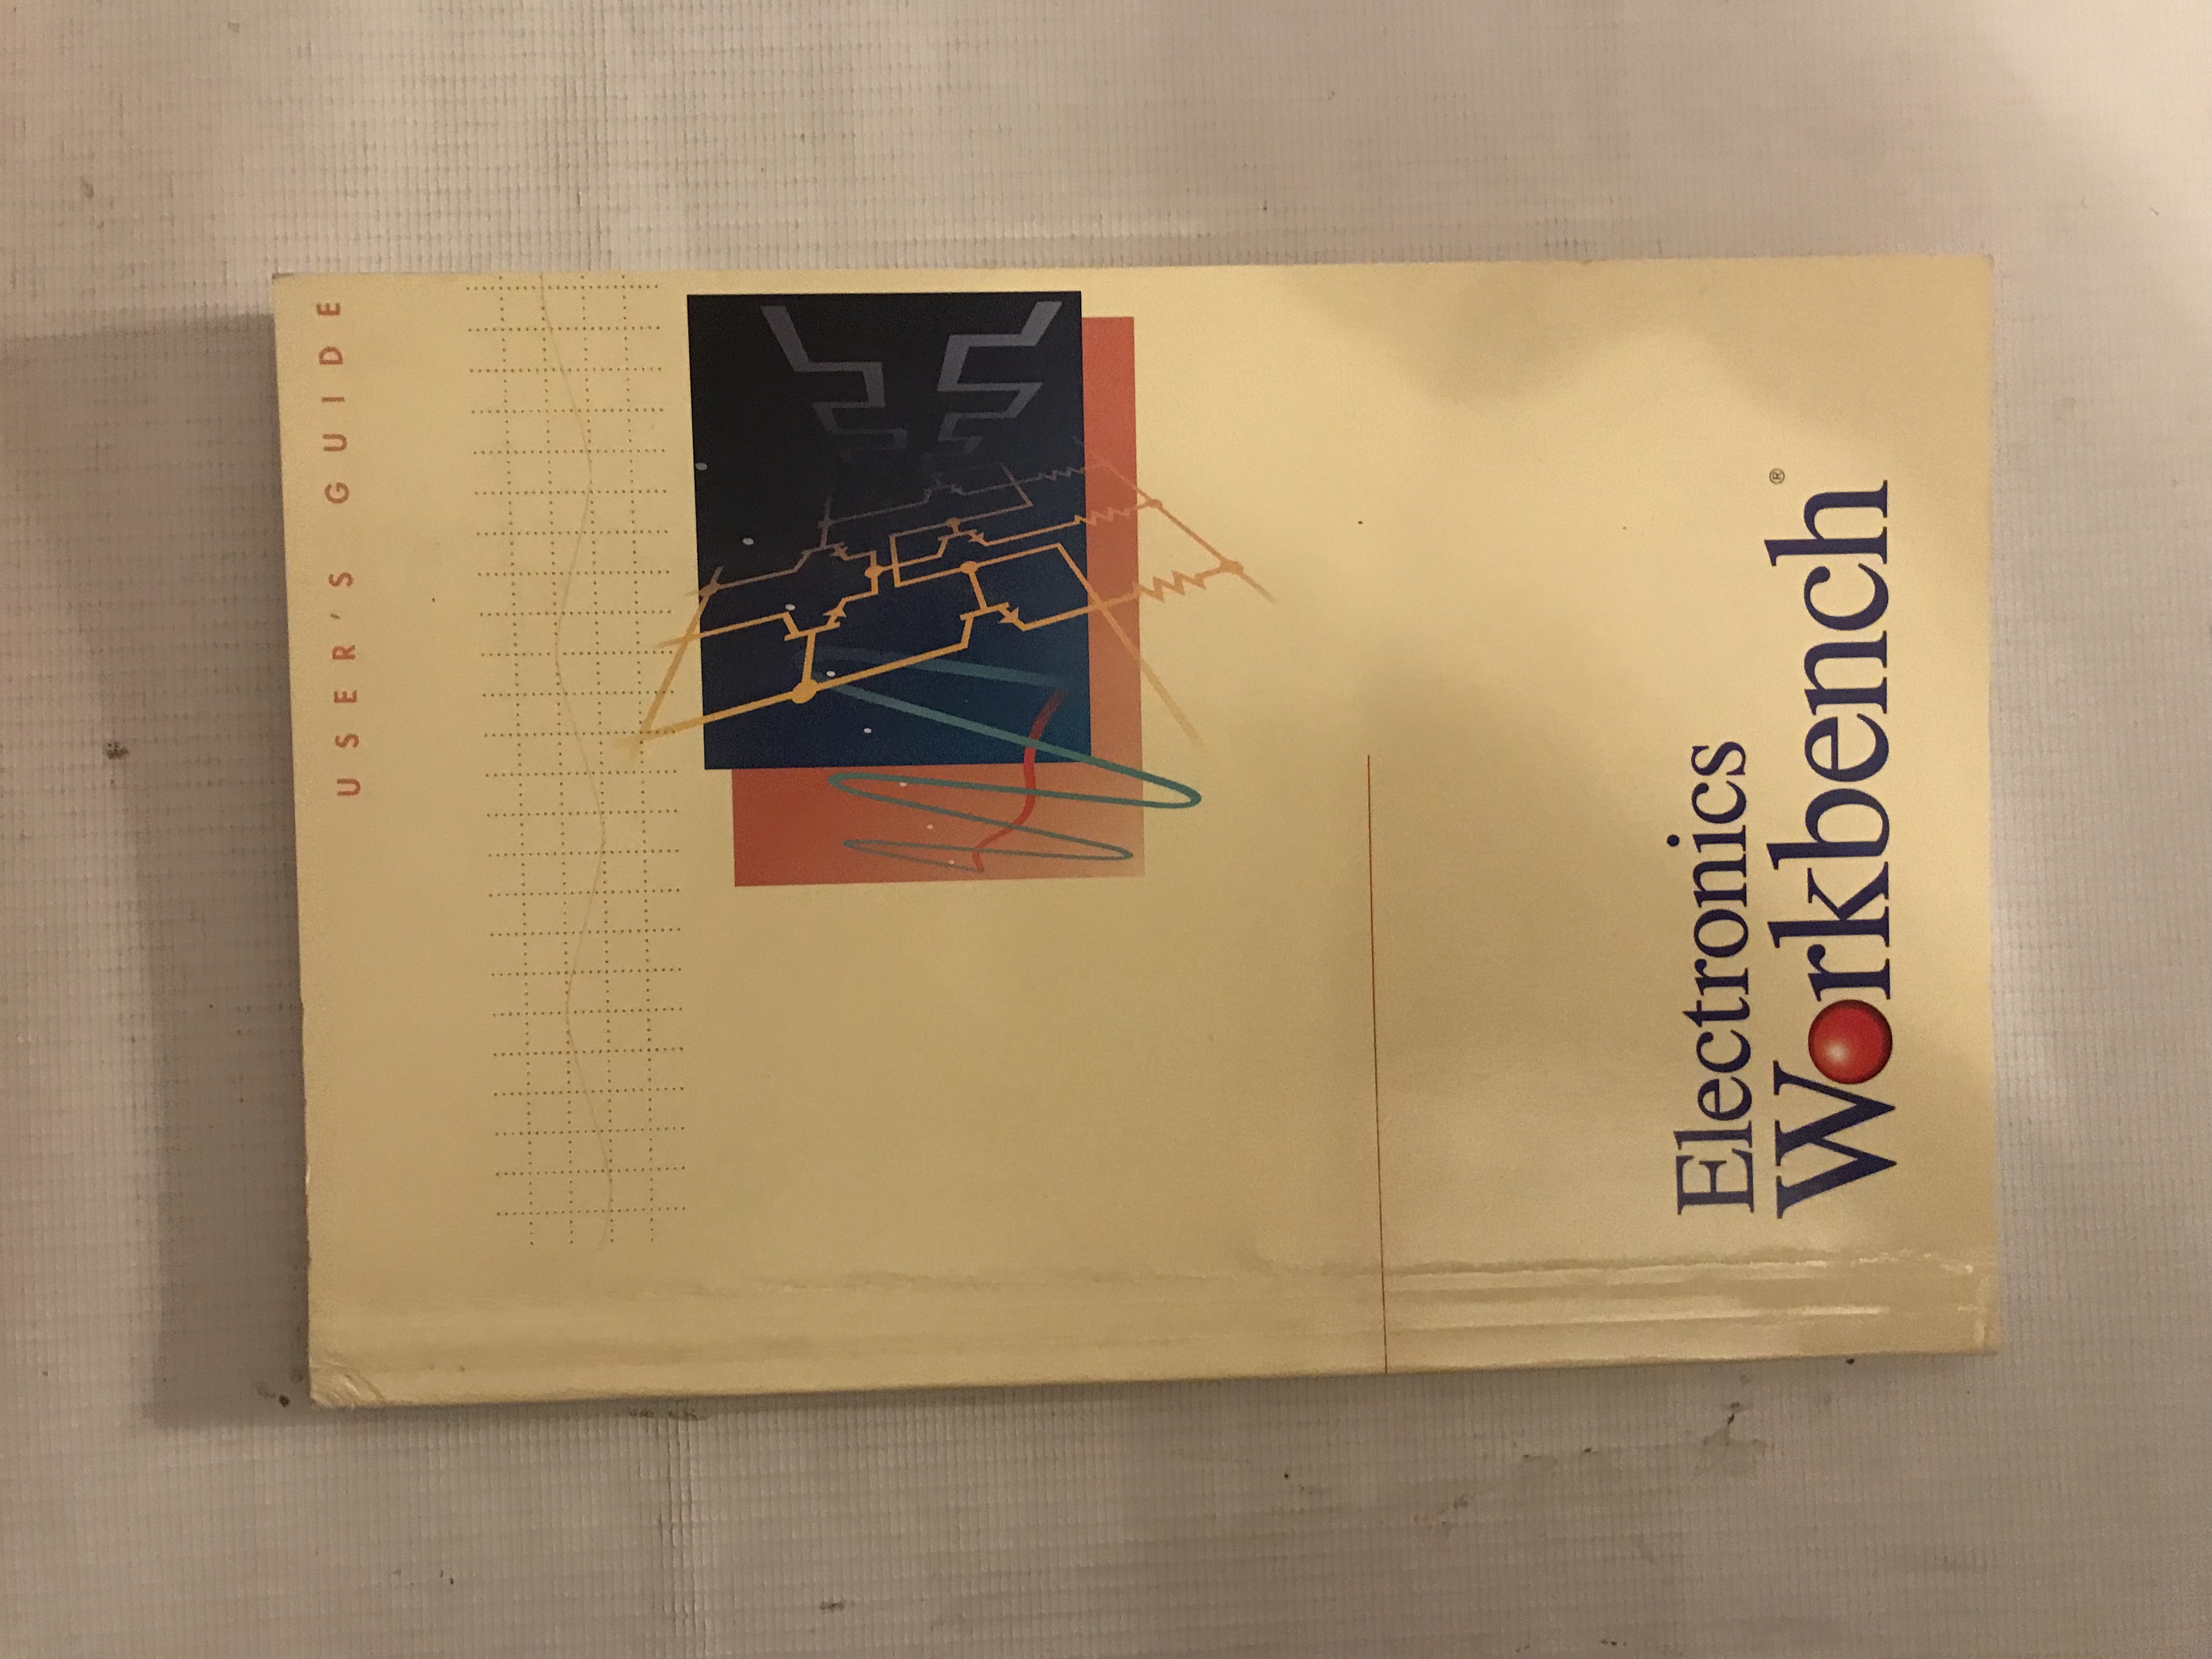 USER'S GUIDE
Electronics
Workbench®